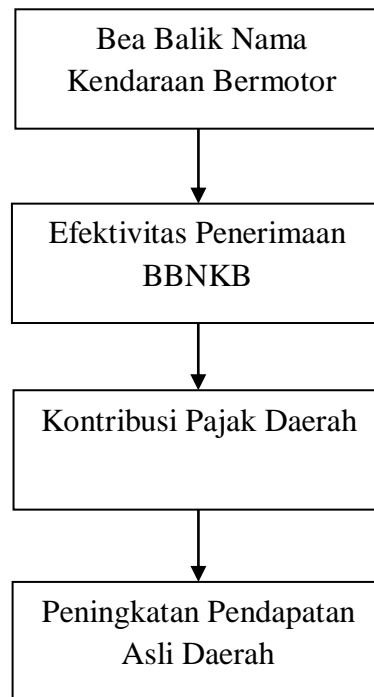 Bea Balik Nama
Kendaraan Bermotor
Efektivitas Penerimaan
BBNKB
Kontribusi Pajak Daerah
Peningkatan Pendapatan
Asli Daerah